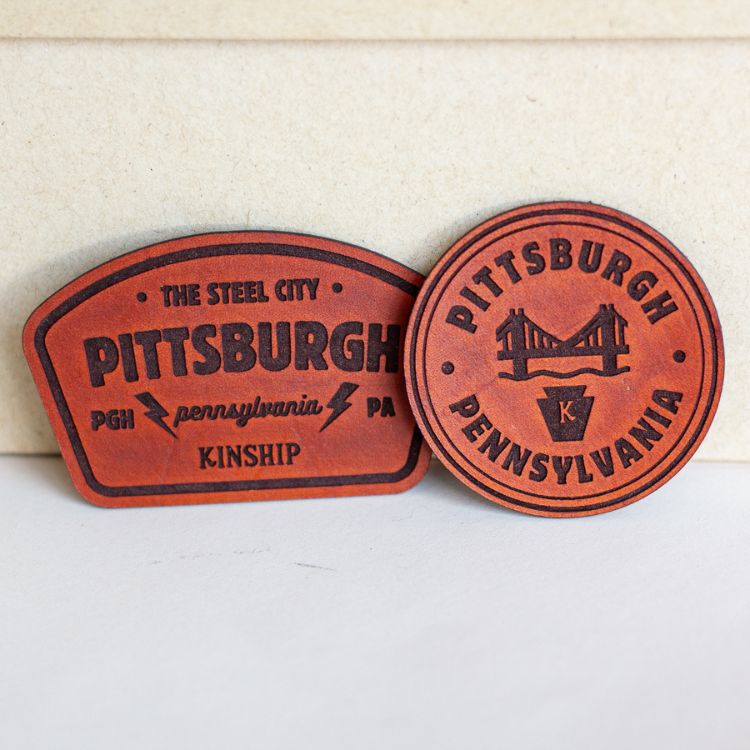 THE STEEL CITY
PITTSBURGH
PGH pennsylvania PA
KINSHIP
PITTSBURGH
K
PENNSYLVANIA